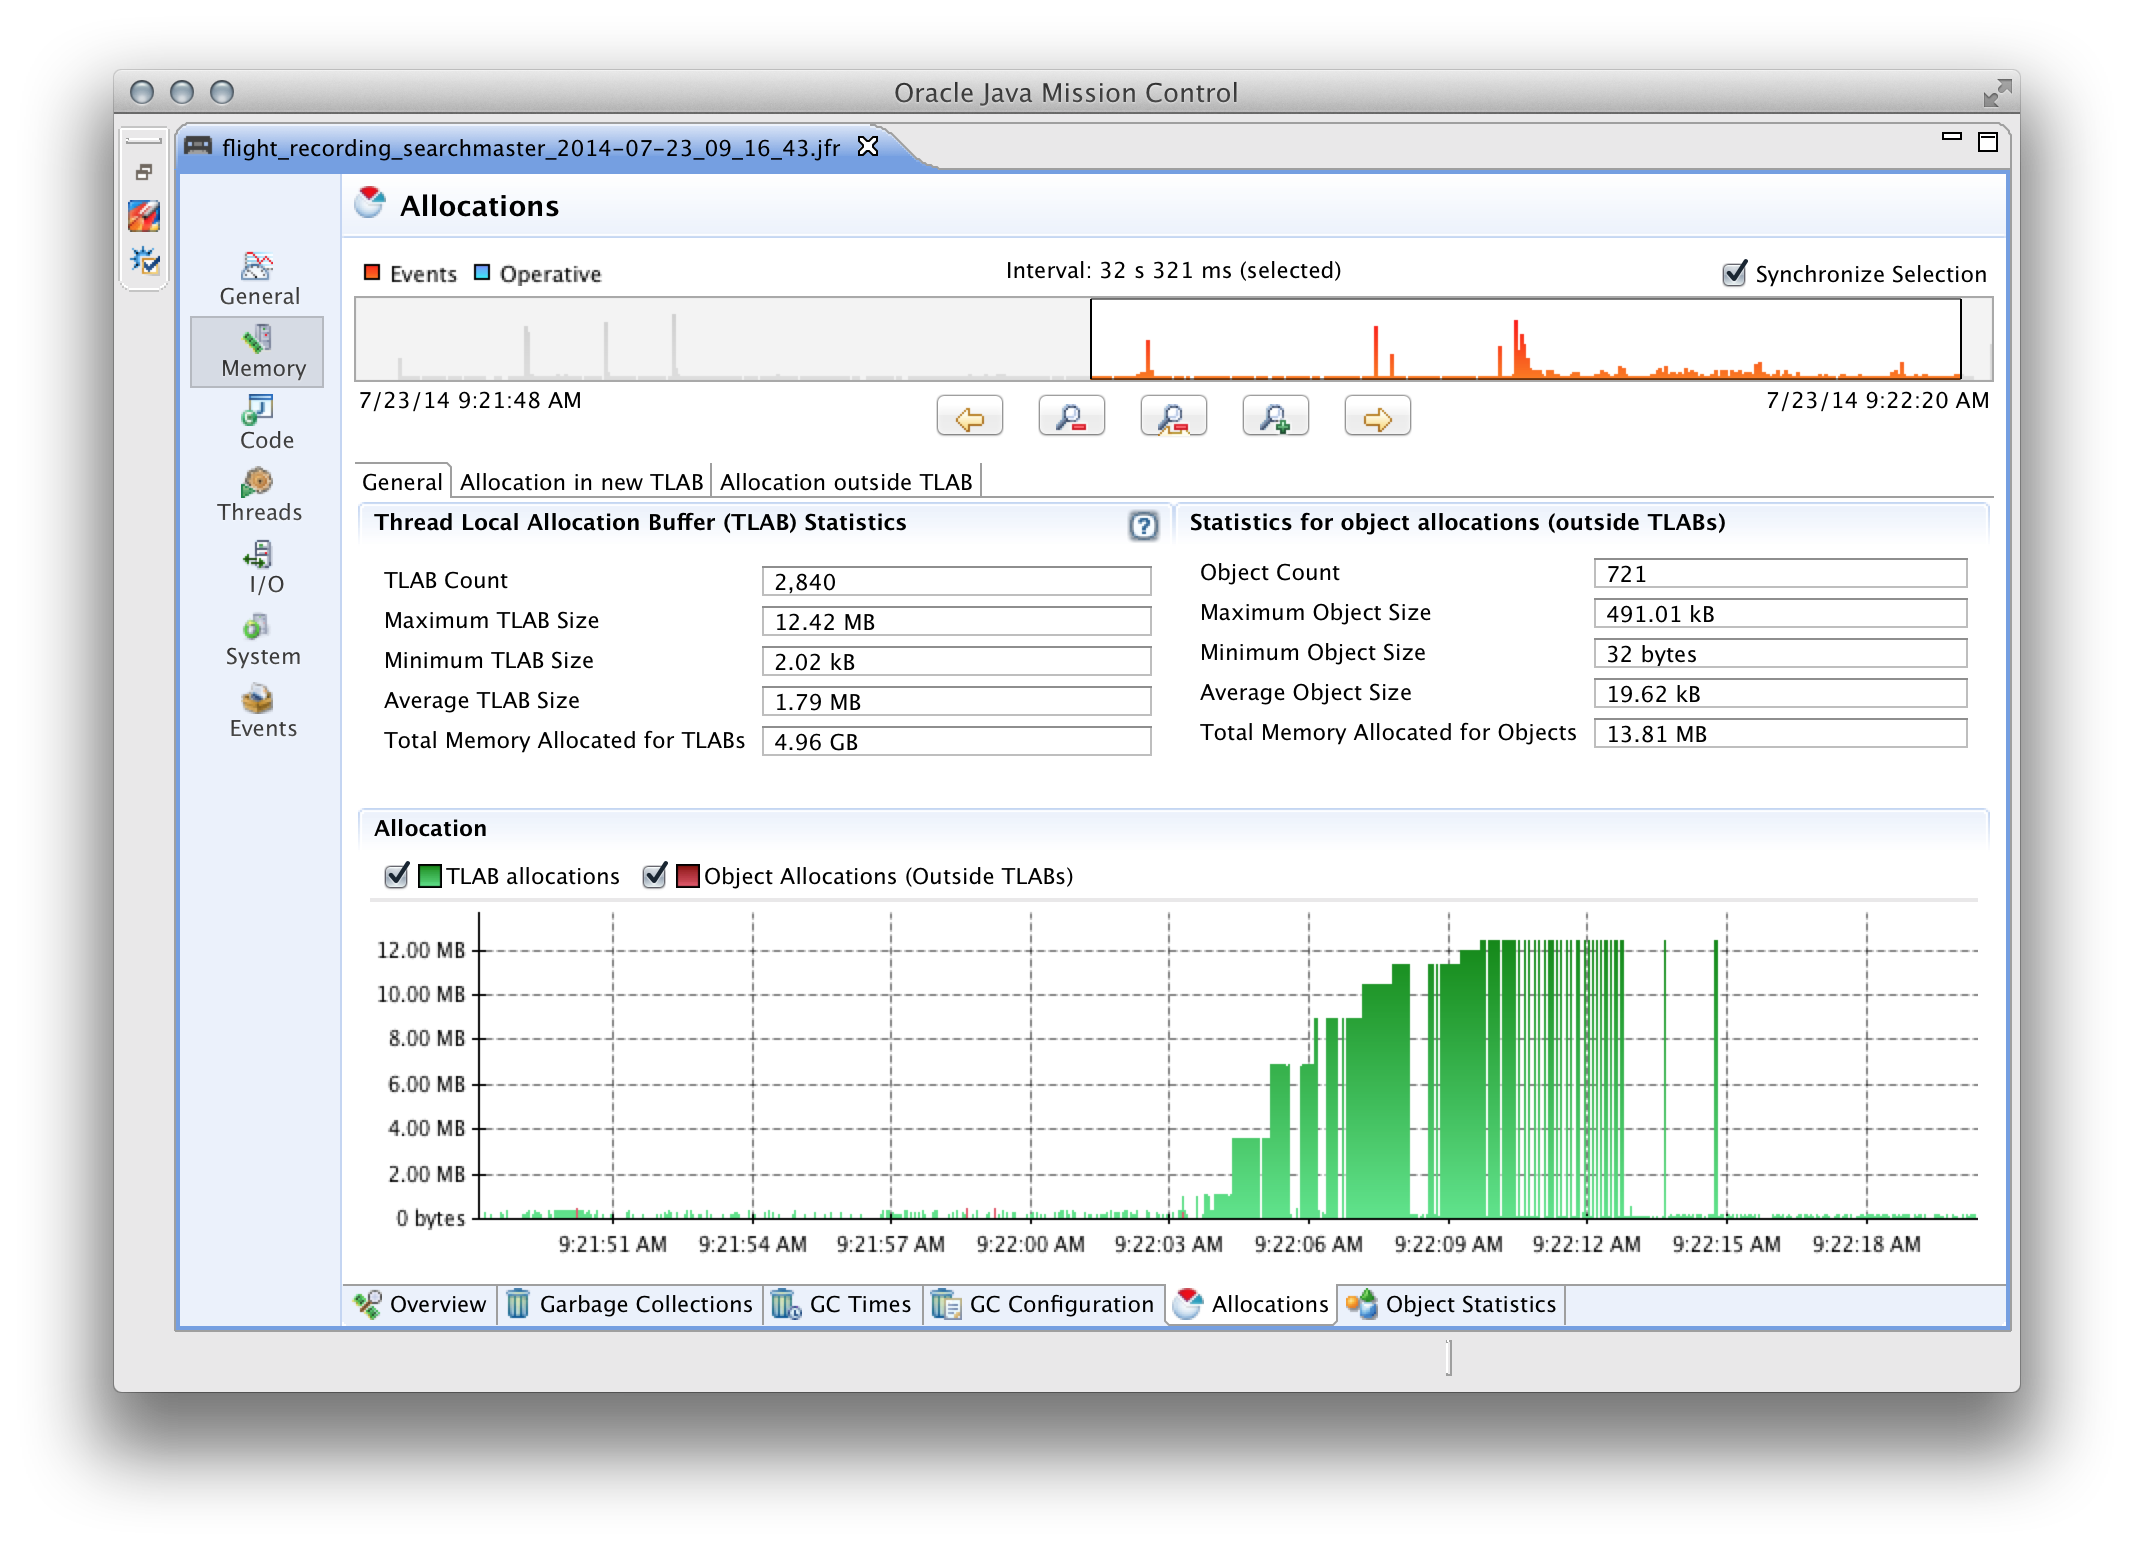 Oracle Java Mission Control
flight_recording_searchmaster_2014-07-23_09_16_43.jfr
Allocations
General
Memory
Code
Threads
I/O
System
Events
Events Operative
Interval: 32 s 321 ms (selected)
Synchronize Selection
7/23/14 9:21:48 AM
7/23/14 9:22:20 AM
General Allocation in new TLAB Allocation outside TLAB
Thread Local Allocation Buffer (TLAB) Statistics
TLAB Count 2,840
Maximum TLAB Size 12.42 MB
Minimum TLAB Size 2.02 kB
Average TLAB Size 1.79 MB
Total Memory Allocated for TLABs 4.96 GB
Statistics for object allocations (outside TLABs)
Object Count 721
Maximum Object Size 491.01 kB
Minimum Object Size 32 bytes
Average Object Size 19.62 kB
Total Memory Allocated for Objects 13.81 MB
Allocation
TLAB allocations Object Allocations (Outside TLABs)
12.00 MB
10.00 MB
8.00 MB
6.00 MB
4.00 MB
2.00 MB
0 bytes
9:21:51 AM 9:21:54 AM 9:21:57 AM 9:22:00 AM 9:22:03 AM 9:22:06 AM 9:22:09 AM 9:22:12 AM 9:22:15 AM 9:22:18 AM
Overview Garbage Collections GC Times GC Configuration Allocations Object Statistics